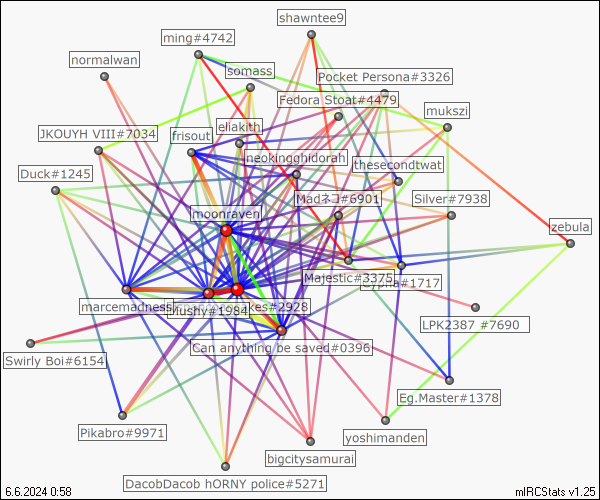 shawntee9
ming#4742
normalwan
somass
Pocket Persona#3326
Fedora Stoat#4479
mukszi
JKOUYH VIII#7034
frisout
eliakith
neokingghidorah
thesecondtwat
Duck#1245
Madネコ#6901
Silver#7938
moonraven
zebula
Majestic#3375
#1717
marcemadness
Mushy#1984
kes#2928
LPK2387 #7690
Can anything be saved#0396
Swirly Boi#6154
Eg.Master#1378
Pikabro#9971
yoshimanden
bigcitysamurai
DacobDacob hORNY police#5271
6.6.2024 0:58
mIRCStats v1.25